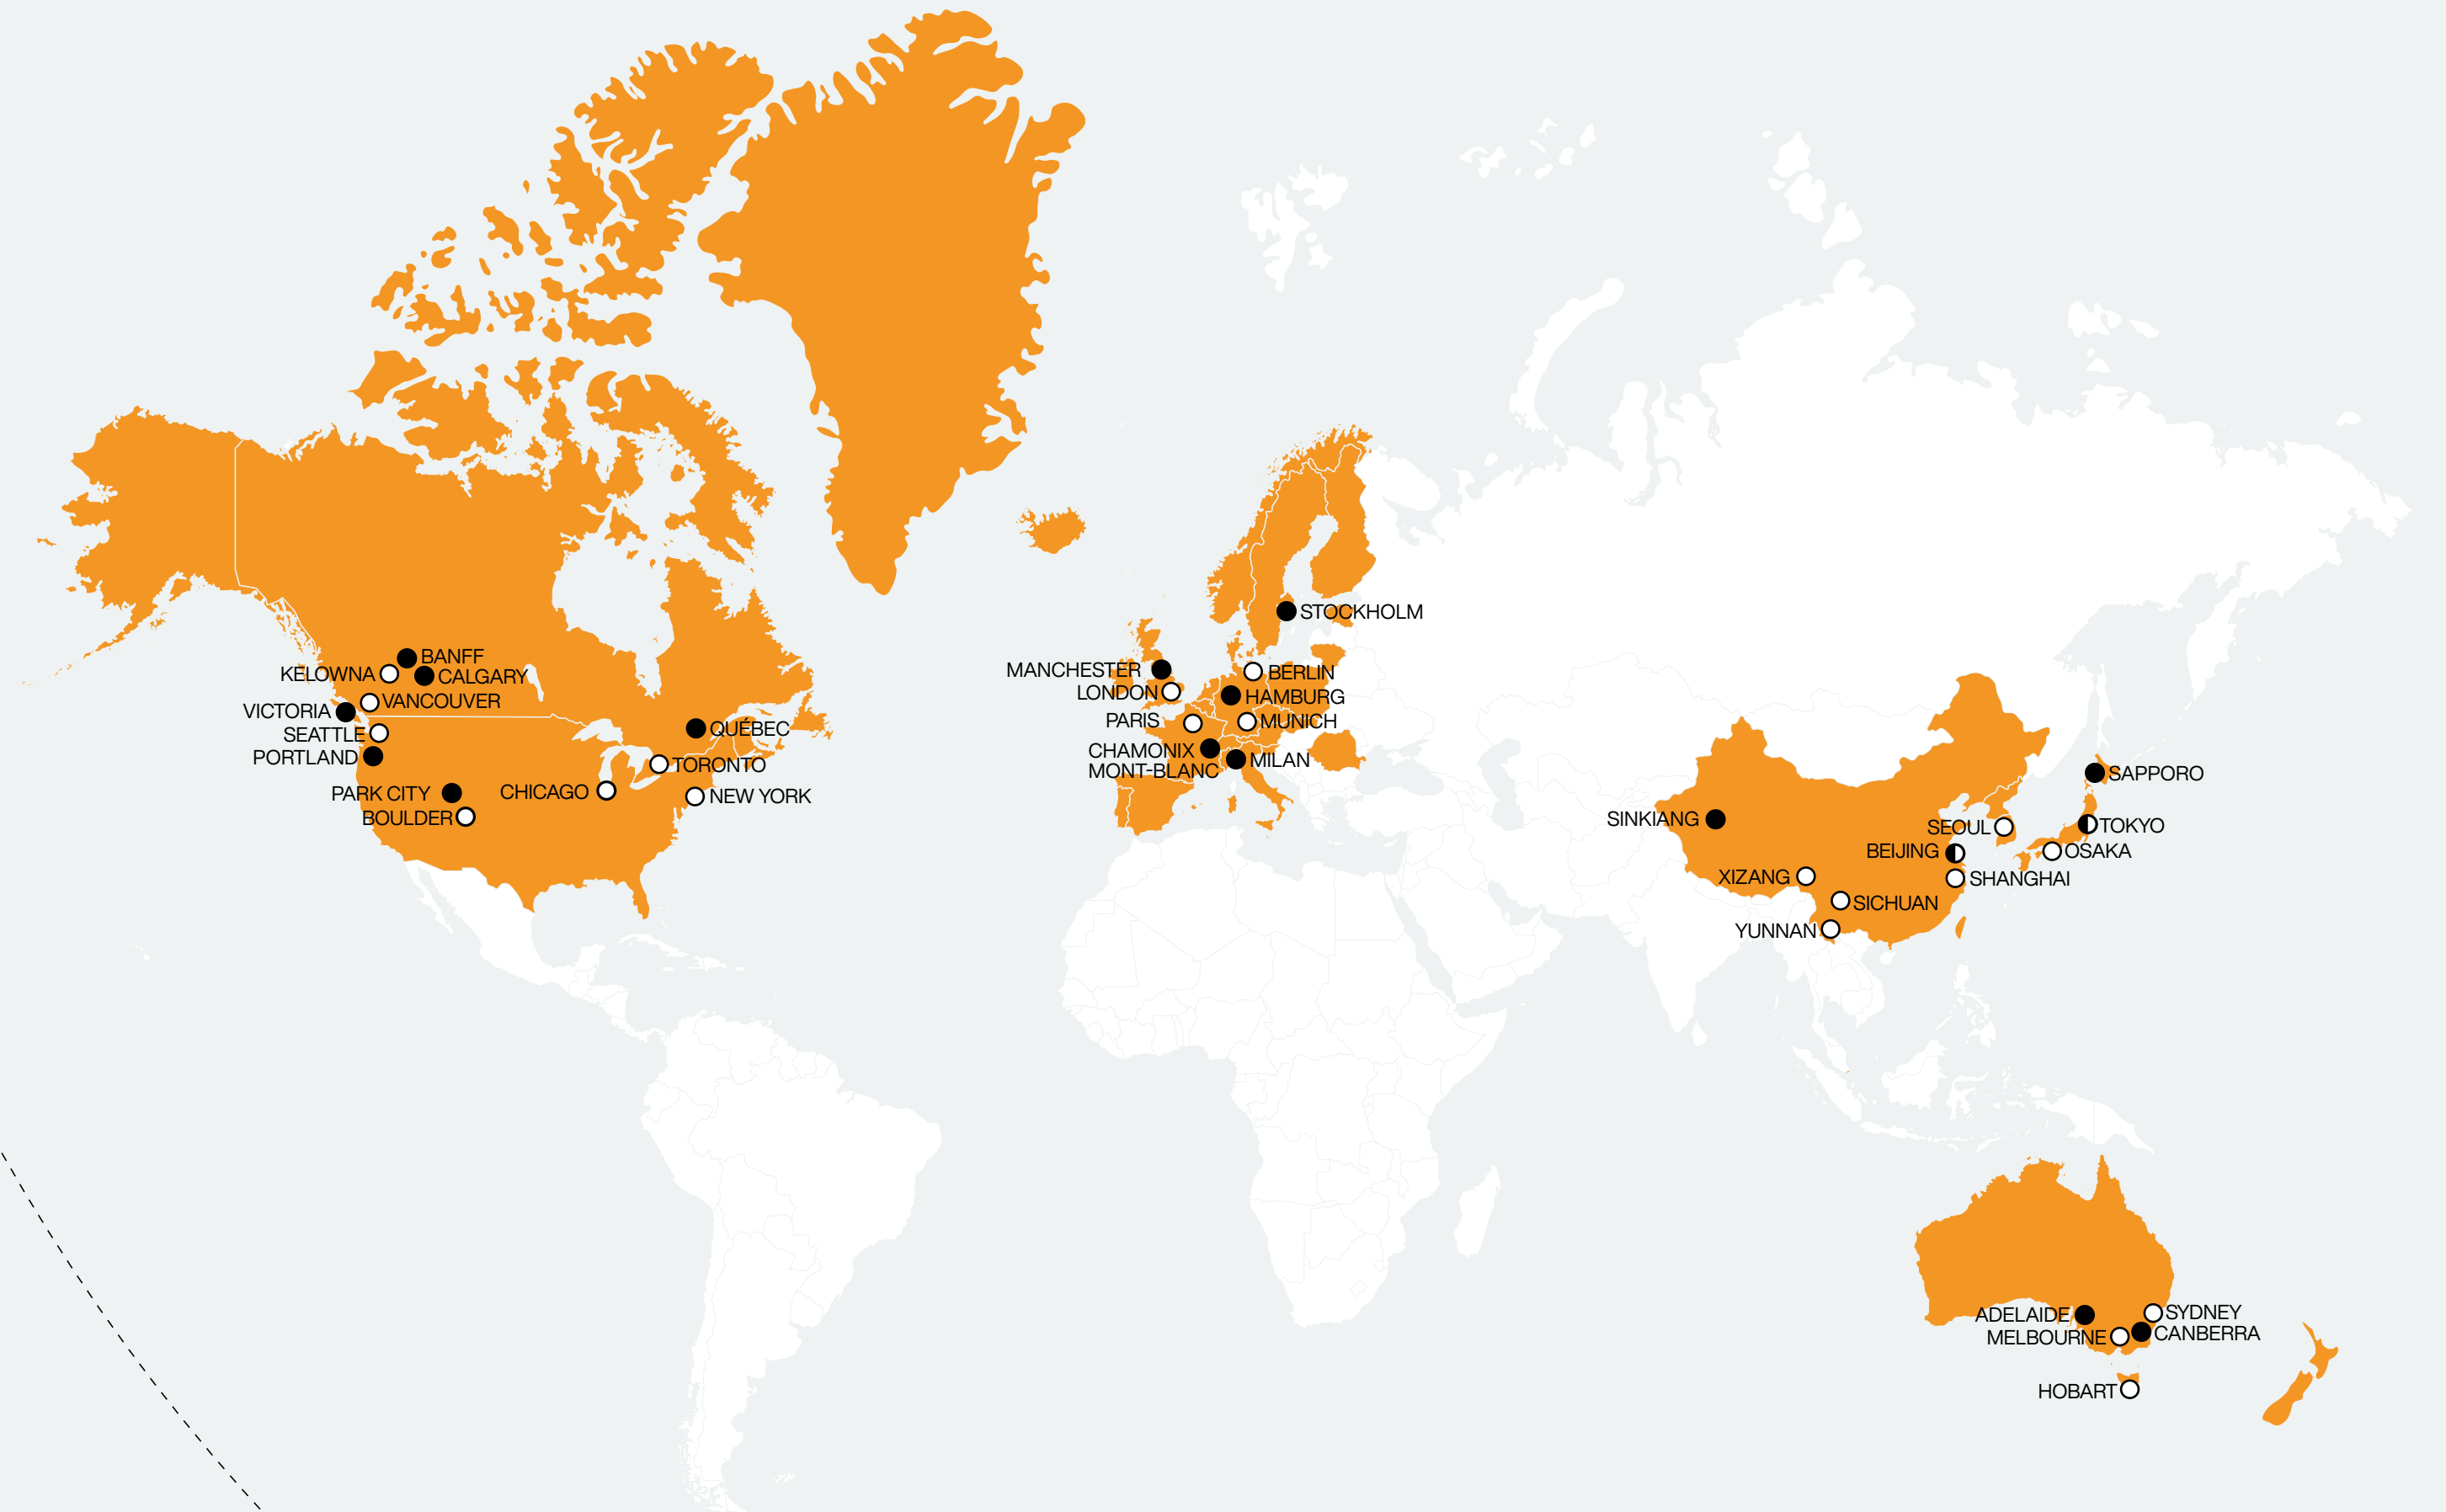 BANFF
KELOWNA
CALGARY
VANCOUVER
VICTORIA
SEATTLE
PORTLAND
PARK CITY
BOULDER
CHICAGO
QUÉBEC
TORONTO
NEW YORK
STOCKHOLM
MANCHESTER
LONDON
BERLIN
HAMBURG
PARIS
MUNICH
CHAMONIX
MONT-BLANC
MILAN
SINKIANG
XIZANG
SICHUAN
YUNNAN
SAPPORO
SEOUL
TOKYO
BEIJING
OSAKA
SHANGHAI
ADELAIDE
SYDNEY
MELBOURNE
CANBERRA
HOBART